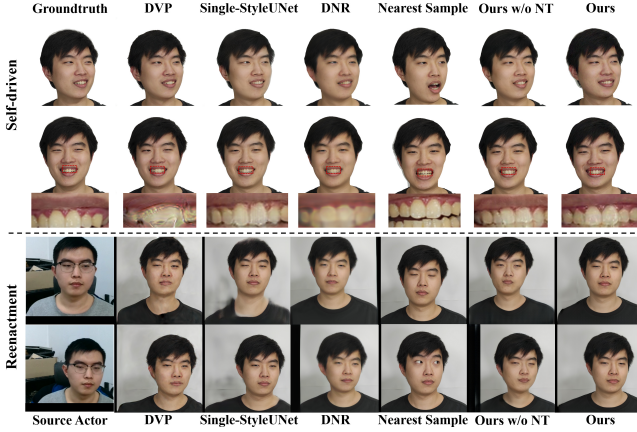 Groundtruth DVP Single-StyleUNet DNR Nearest Sample Ours w/o NT Ours
Self-driven
Reenactment
Source Actor DVP Single-StyleUNet DNR Nearest Sample Ours w/o NT Ours